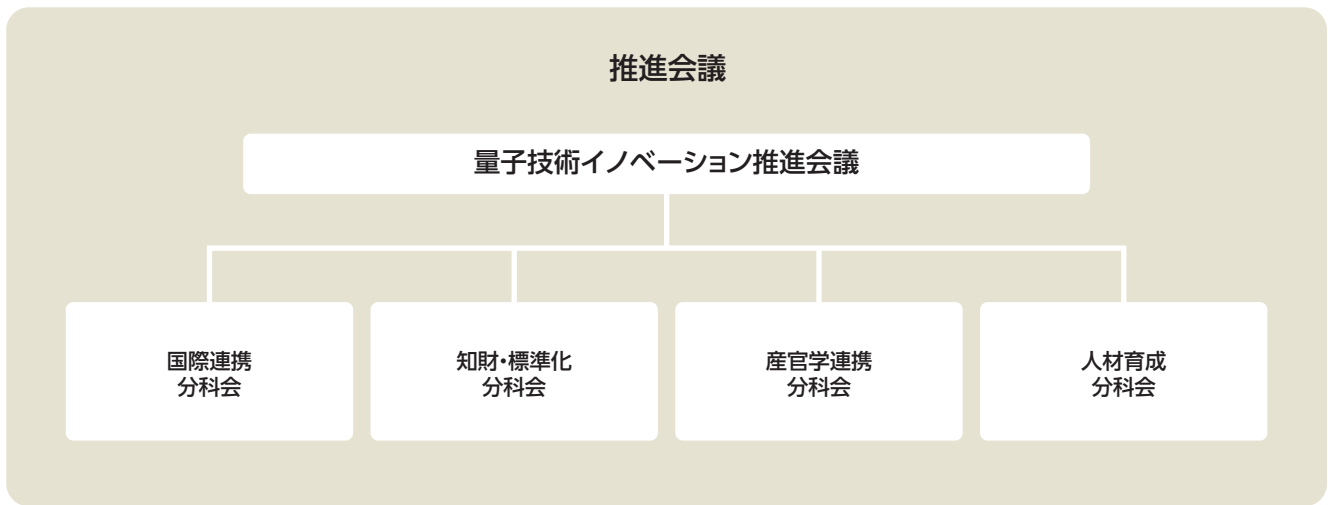 推進会議
量子技術イノベーション推進会議
国際連携
分科会
知財・標準化
分科会
産官学連携
分科会
人材育成
分科会